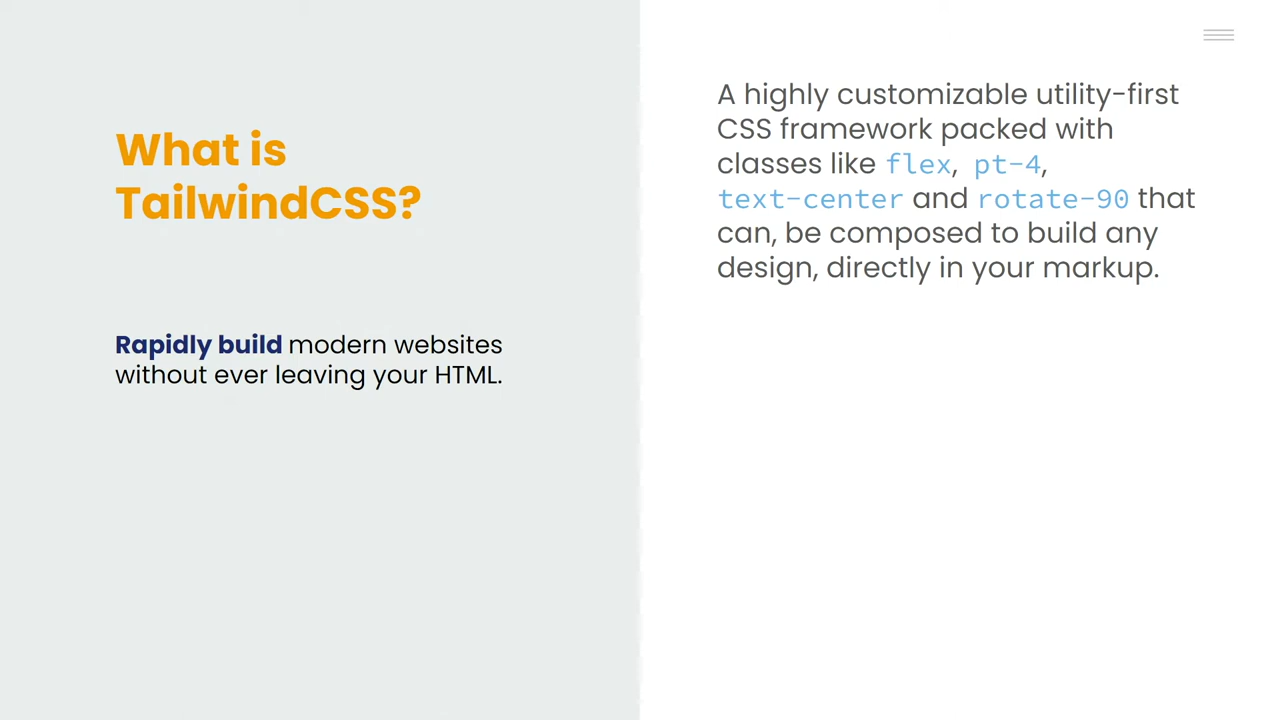 What is
TailwindCSS?
Rapidly build modern websites
without ever leaving your HTML.
A highly customizable utility-first
CSS framework packed with
classes like flex, pt-4,
text-center and rotate-90 that
can, be composed to build any
design, directly in your markup.